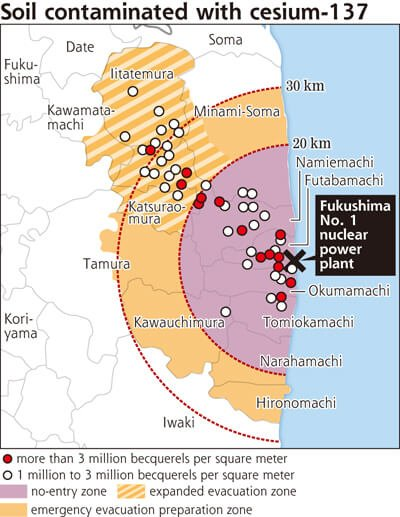 Soil contaminated with cesium-137
Date
Soma
Fuku-
shima
Iitatemura
30 km
Kawamata-
machi
Minami-Soma
20 km
Namiemachi
Futabamachi
Katsurao-
mura
Fukushima
No. 1
nuclear
power
plant
Tamura
Okumamachi
Kori-
yama
Kawauchimura
Tomiokamachi
Narahamachi
Hironomachi
Iwaki
more than 3 million becquerels per square meter
1 million to 3 million becquerels per square meter
no-entry zone
expanded evacuation zone
emergency evacuation preparation zone